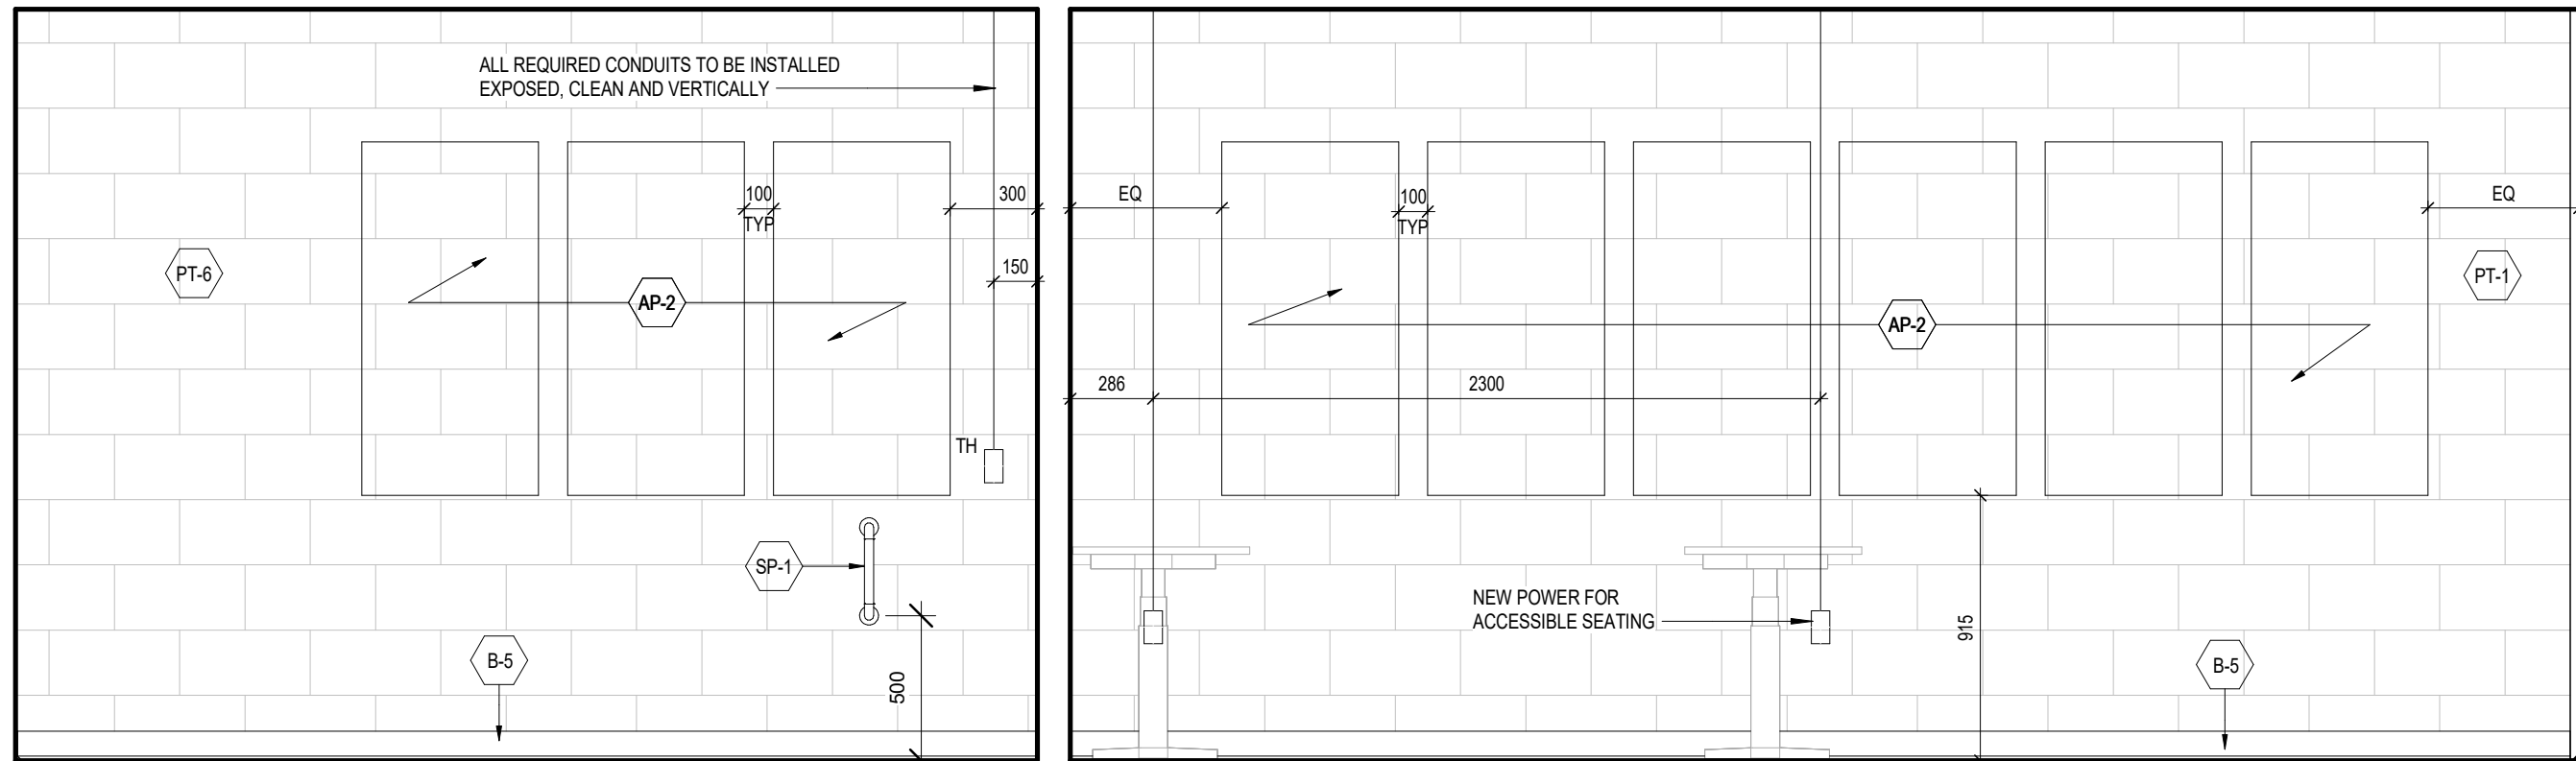 ALL REQUIRED CONDUITS TO BE INSTALLED
EXPOSED, CLEAN AND VERTICALLY
100
TYP
300
150
PT-6
AP-2
TH
SP-1
B-5
500
EQ
100
TYP
EQ
PT-1
AP-2
286
2300
NEW POWER FOR
ACCESSIBLE SEATING
915
B-5